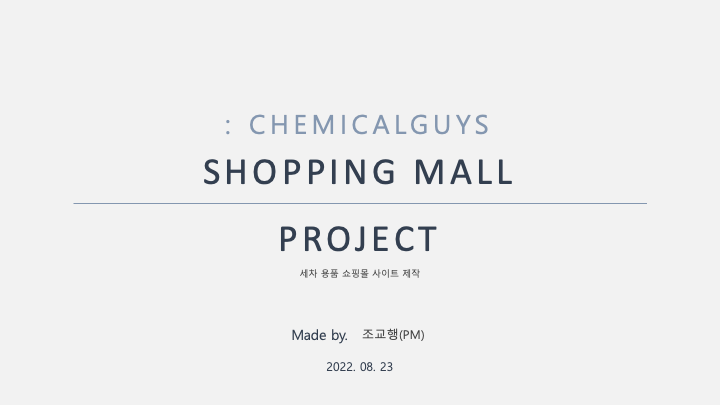 : CHEMICALGUYS
SHOPPING MALL
PROJECT
세차 용품 쇼핑몰 사이트 제작
Made by. 조교행(PM)
2022. 08. 23